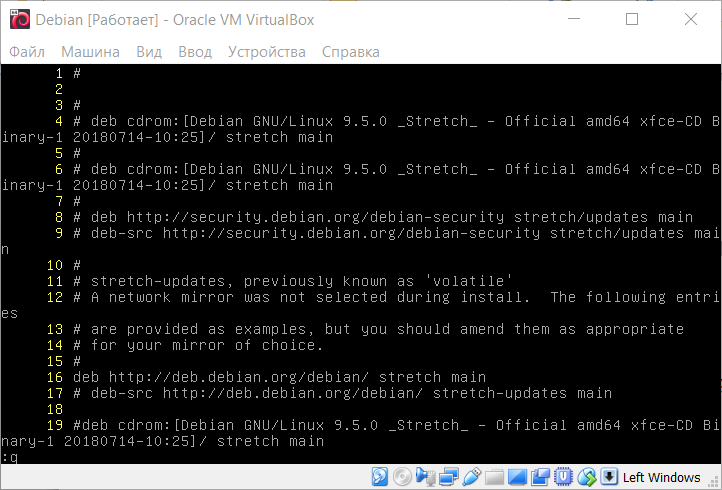 Debian [Работает] - Oracle VM VirtualBox
Файл Машина Вид Ввод Устройства Справка
1 #
2
3 #
4 # deb cdrom:[Debian GNU/Linux 9.5.0 _Stretch_ - Official amd64 xfce-CD B
inary-1 20180714-10:25]/ stretch main
5 #
6 # deb cdrom:[Debian GNU/Linux 9.5.0 _Stretch_ - Official amd64 xfce-CD B
inary-1 20180714-10:25]/ stretch main
7 #
8 # deb http://security.debian.org/debian-security stretch/updates main
9 # deb-src http://security.debian.org/debian-security stretch/updates mai
n
10 #
11 # stretch-updates, previously known as 'volatile'
12 # A network mirror was not selected during install.  The following entri
es
13 # are provided as examples, but you should amend them as appropriate
14 # for your mirror of choice.
15 #
16 deb http://deb.debian.org/debian/ stretch main
17 # deb-src http://deb.debian.org/debian/ stretch-updates main
18
19 #deb cdrom:[Debian GNU/Linux 9.5.0 _Stretch_ - Official amd64 xfce-CD Bi
nary-1 20180714-10:25]/ stretch main
:q
Left Windows